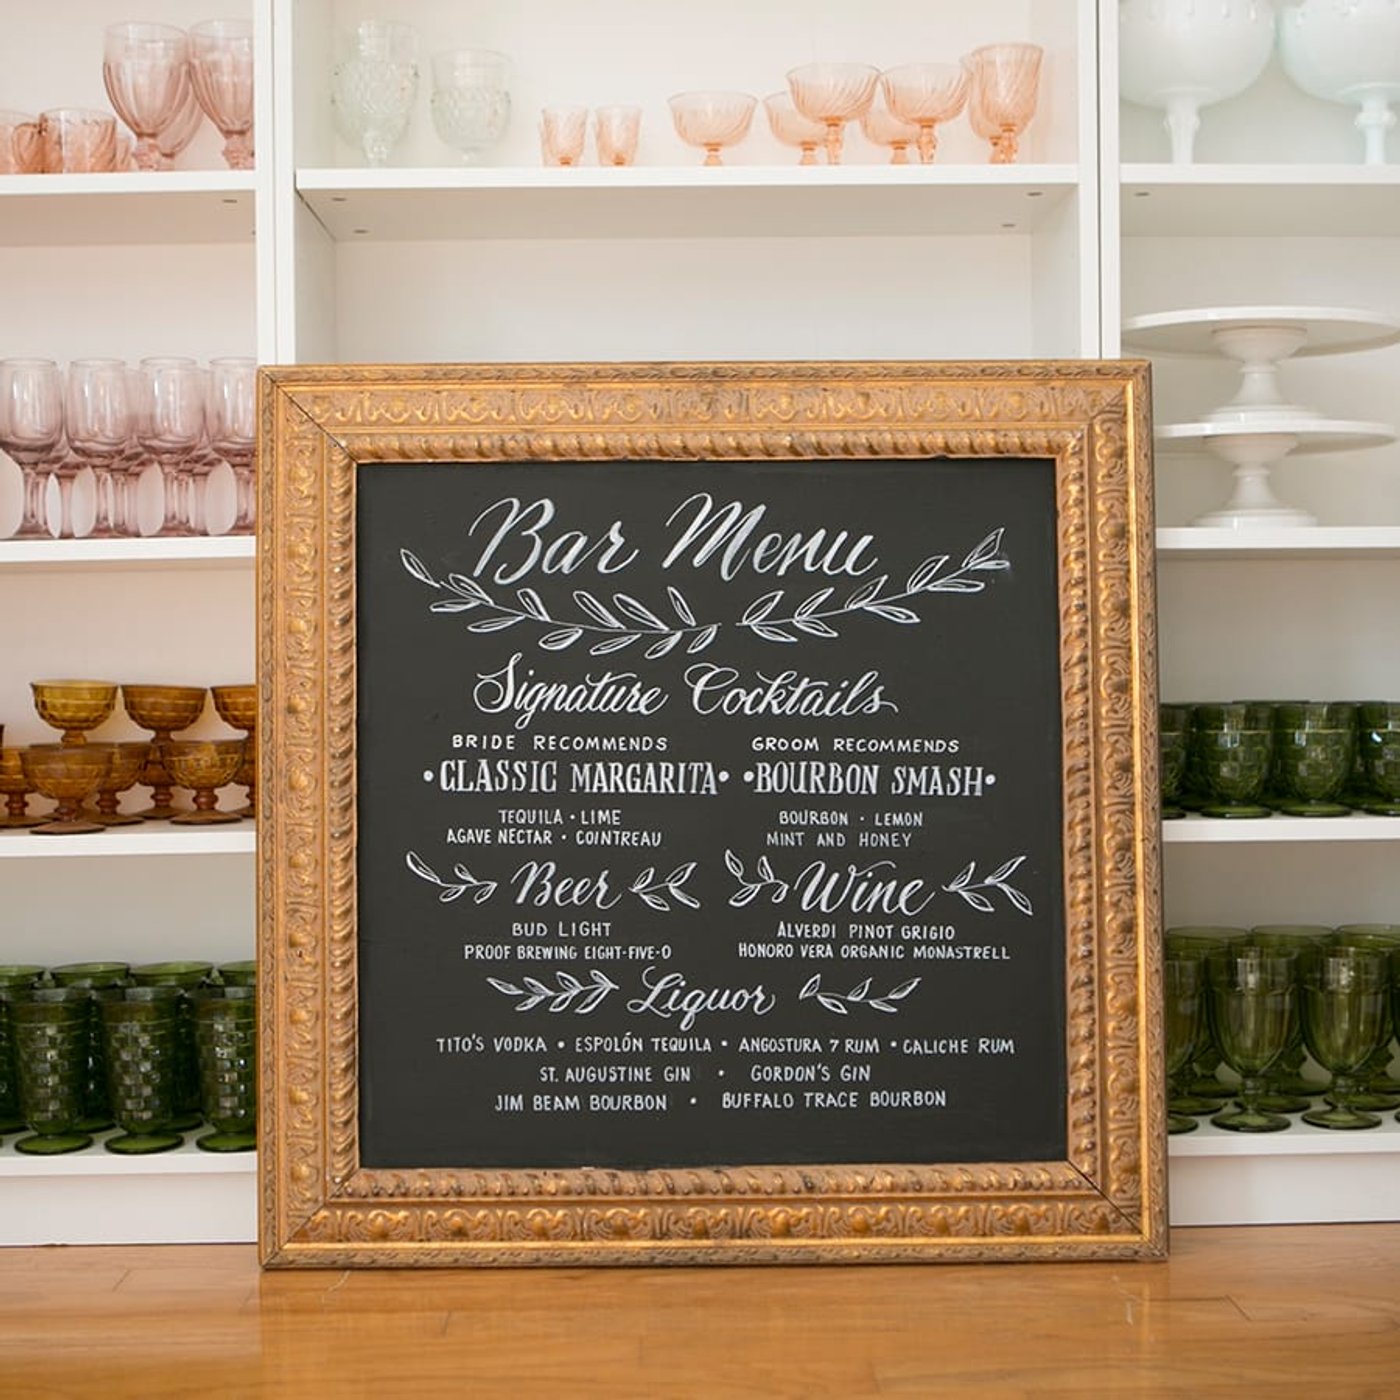 Bar Menu
Signature Cocktails
BRIDE RECOMMENDS
•CLASSIC MARGARITA•
TEQUILA • LIME
AGAVE NECTAR • COINTREAU
GROOM RECOMMENDS
•BOURBON SMASH•
BOURBON • LEMON
MINT AND HONEY
Beer
BUD LIGHT
PROOF BREWING EIGHT-FIVE-O
Wine
ALVERDI PINOT GRIGIO
HONORO VERA ORGANIC MONASTRELL
Liquor
TITO'S VODKA • ESPOLÓN TEQUILA • ANGOSTURA 7 RUM • CALICHE RUM
ST. AUGUSTINE GIN • GORDON'S GIN
JIM BEAM BOURBON • BUFFALO TRACE BOURBON